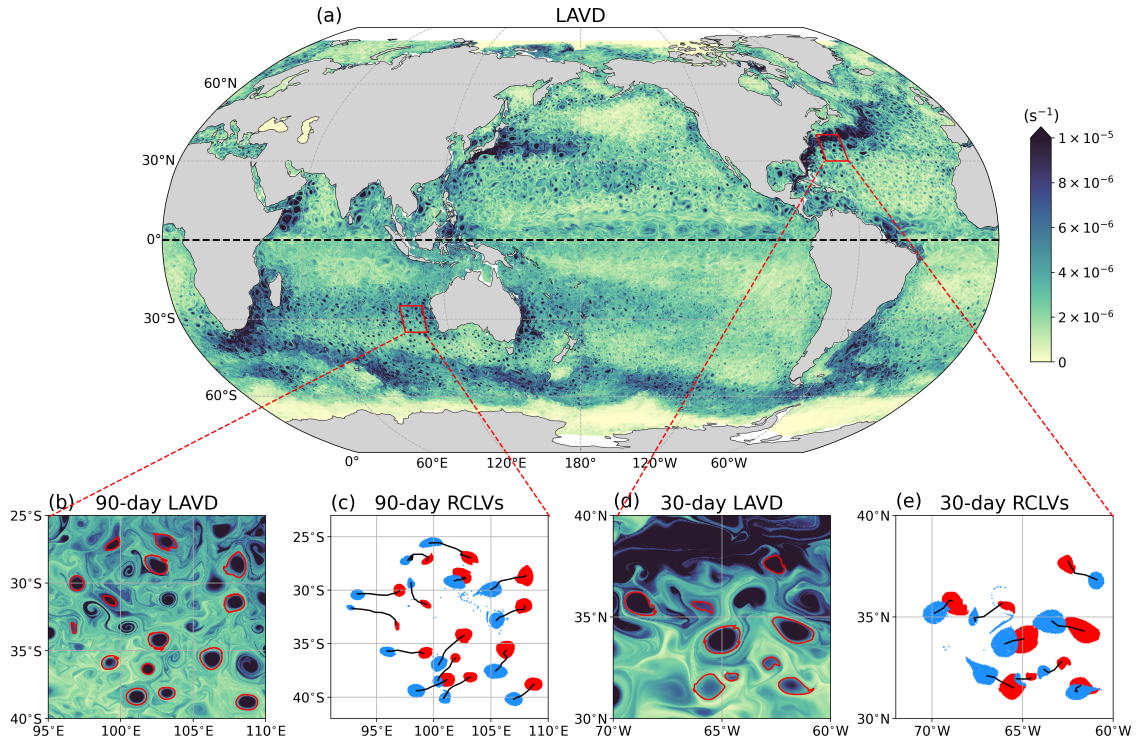 (a) LAVD
60°N
30°N
0°
30°S
60°S
0° 60°E 120°E 180° 120°W 60°W
(s⁻¹)
1 × 10⁻⁵
8 × 10⁻⁶
6 × 10⁻⁶
4 × 10⁻⁶
2 × 10⁻⁶
0
(b) 90-day LAVD
25°S
30°S
35°S
40°S
95°E 100°E 105°E 110°E
(c) 90-day RCLVs
25°S
30°S
35°S
40°S
95°E 100°E 105°E 110°E
(d) 30-day LAVD
40°N
35°N
30°N
70°W 65°W 60°W
(e) 30-day RCLVs
40°N
35°N
30°N
70°W 65°W 60°W